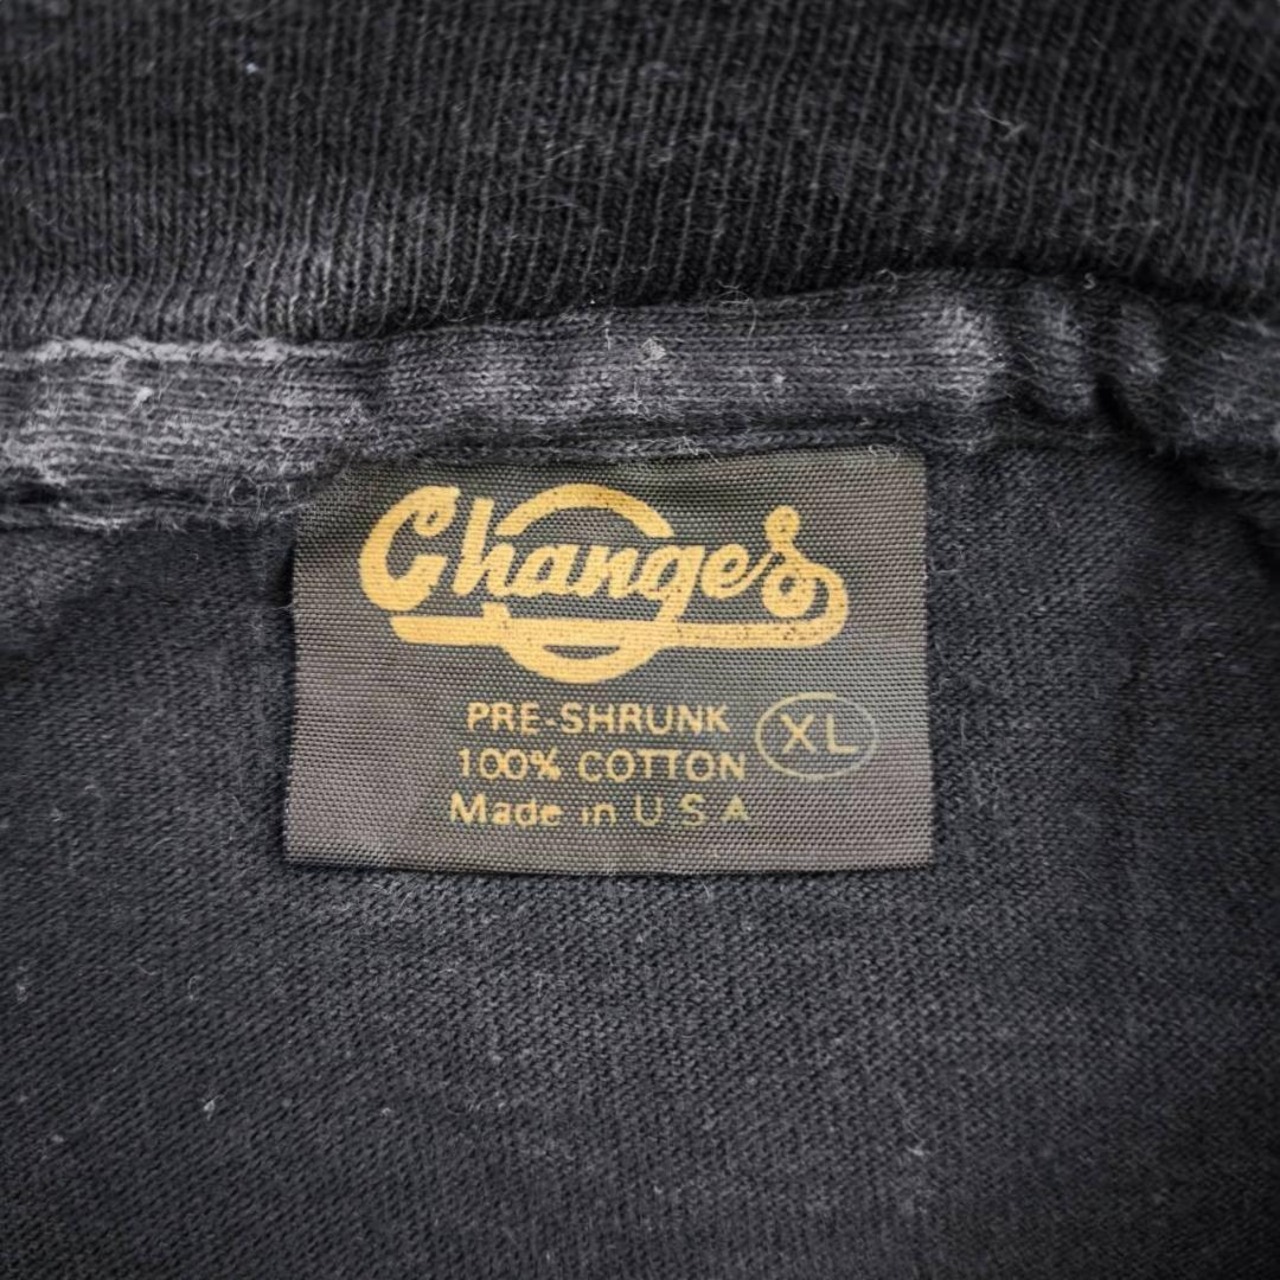 Changes
PRE-SHRUNK
XL
100% COTTON
Made in U S A